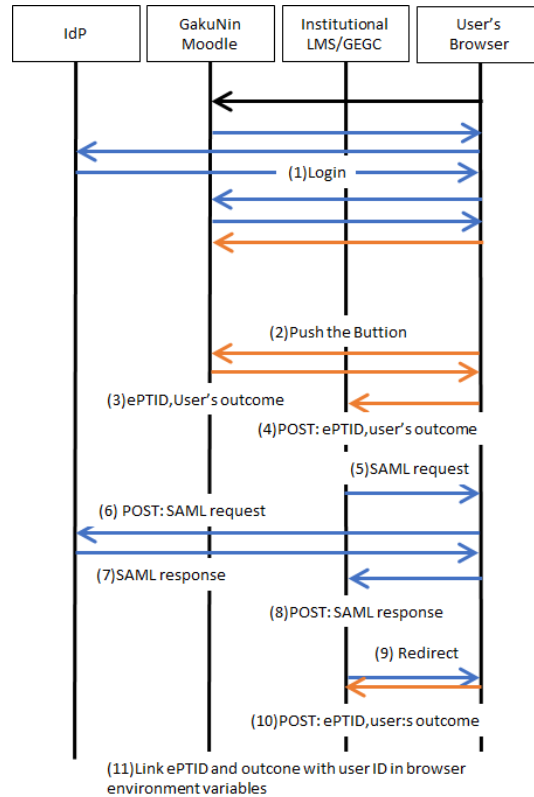 IdP
GakuNin
Moodle
Institutional
LMS/GEGC
User's
Browser
(1)Login
(2)Push the Buttion
(3)ePTID,User's outcome
(4)POST: ePTID,user's outcome
(5)SAML request
(6) POST: SAML request
(7)SAML response
(8)POST: SAML response
(9) Redirect
(10)POST: ePTID,user:s outcome
(11)Link ePTID and outcone with user ID in browser
environment variables